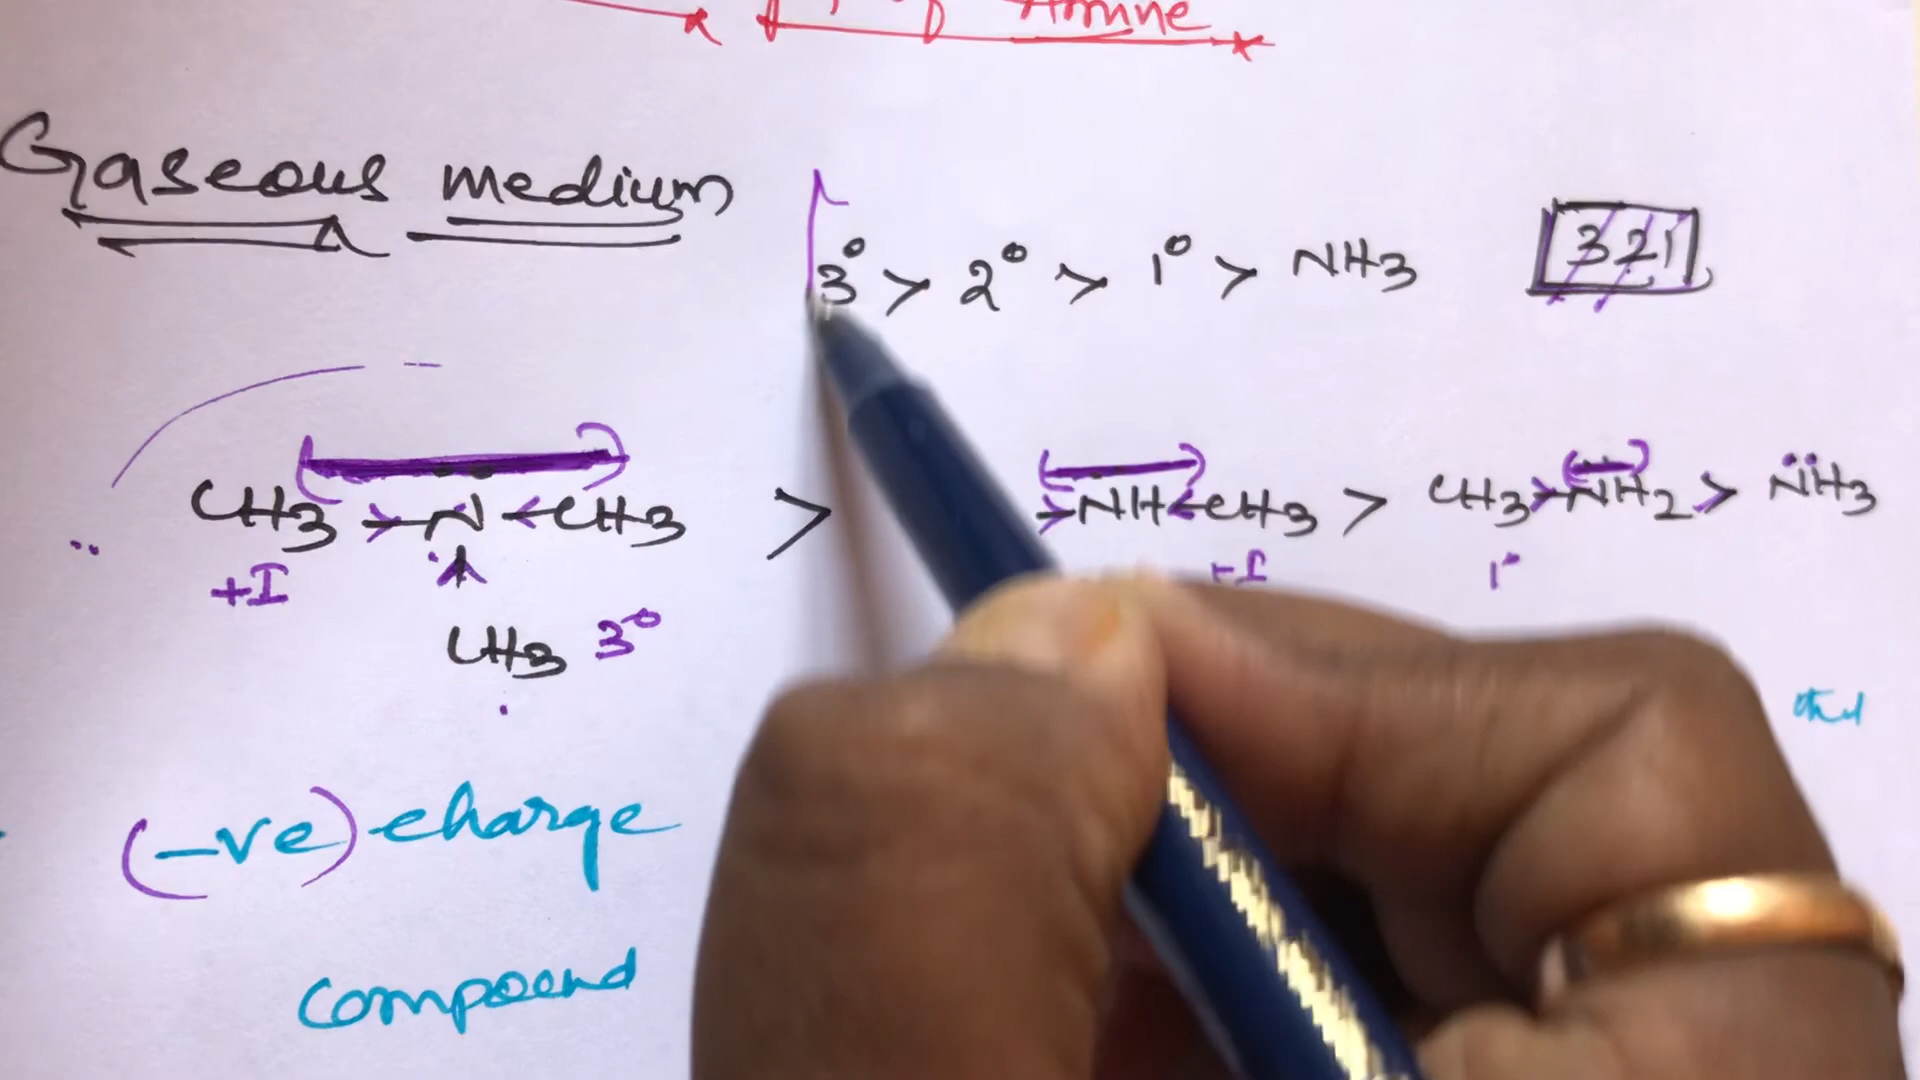 Amine
Gaseous medium
3° > 2° > 1° > NH3
321
CH3 N CH3 > NH CH3 > CH3 NH2 > NH3
+I +I 1°
CH3 3°
(-ve) charge
compound